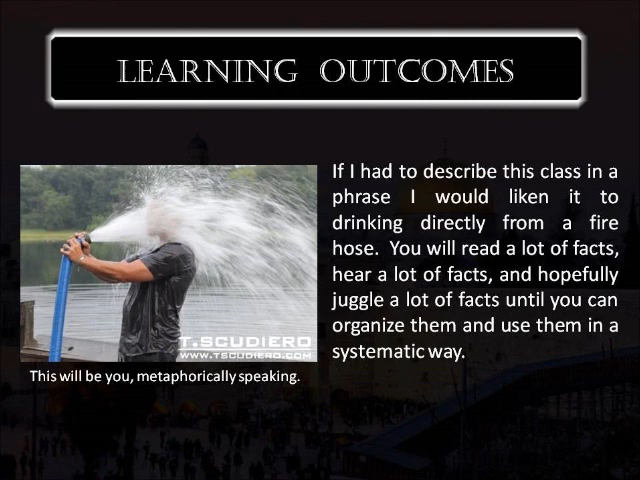 LEARNING OUTCOMES
If I had to describe this class in a
phrase I would liken it to
drinking directly from a fire
hose. You will read a lot of facts,
hear a lot of facts, and hopefully
juggle a lot of facts until you can
organize them and use them in a
systematic way.
T.SCUDIERO
WWW.TSCUDIERO.COM
This will be you, metaphorically speaking.